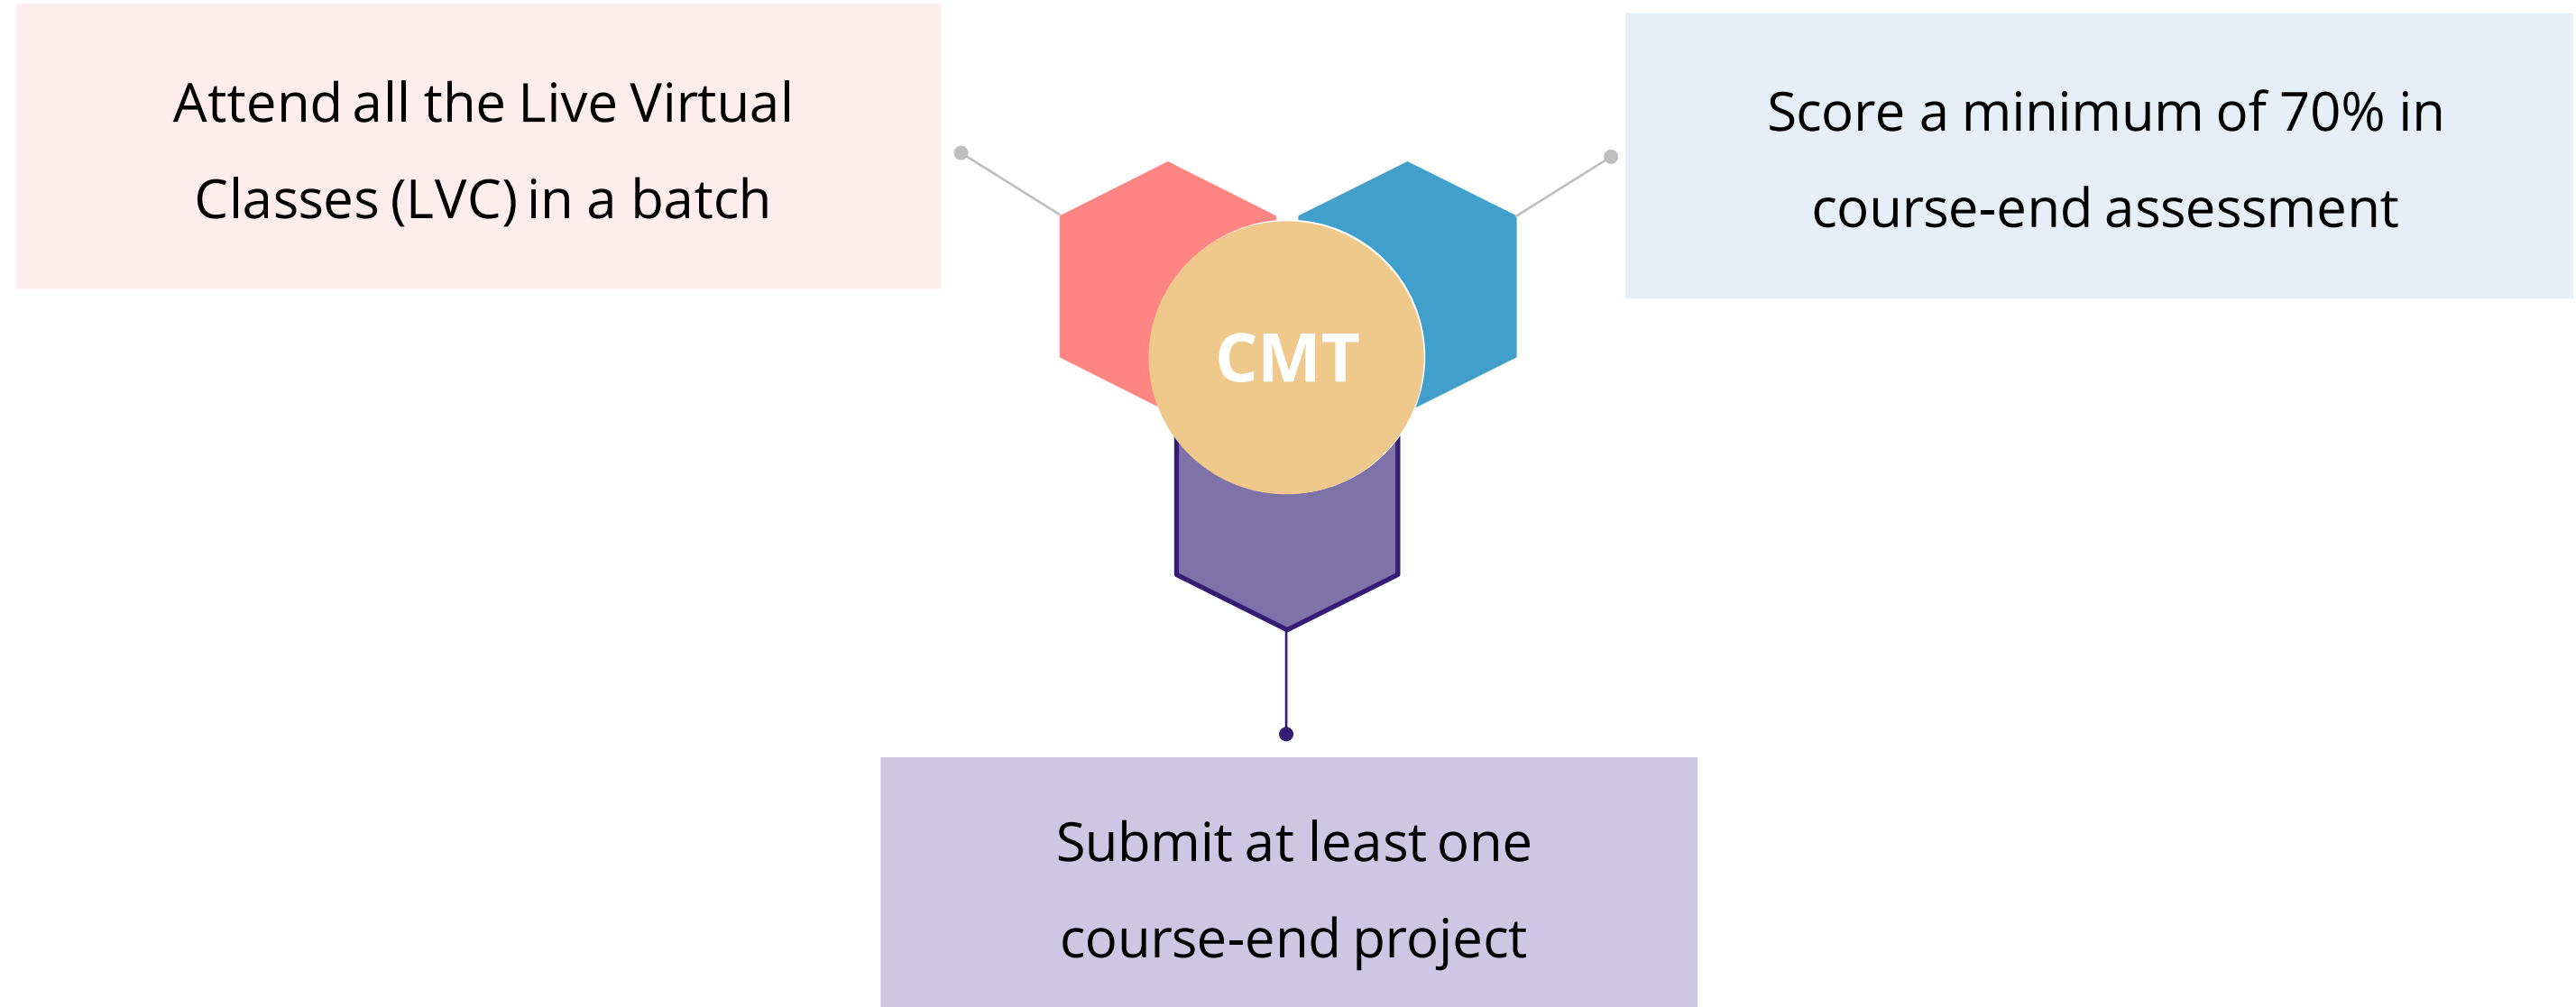 Attend all the Live Virtual
Classes (LVC) in a batch
Score a minimum of 70% in
course-end assessment
CMT
Submit at least one
course-end project